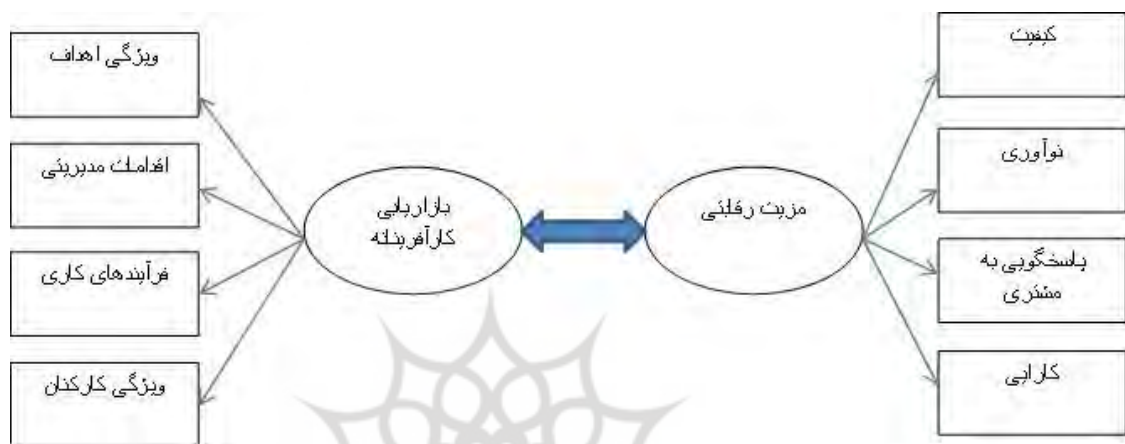 کیفیت
ویژگی اهداف
نوآوری
اقدامات مدیریتی
بازاریابی
کارآفرینانه
مزیت رقابتی
پاسخگویی به
مشتری
فرآیندهای کاری
کارایی
ویژگی کارکنان